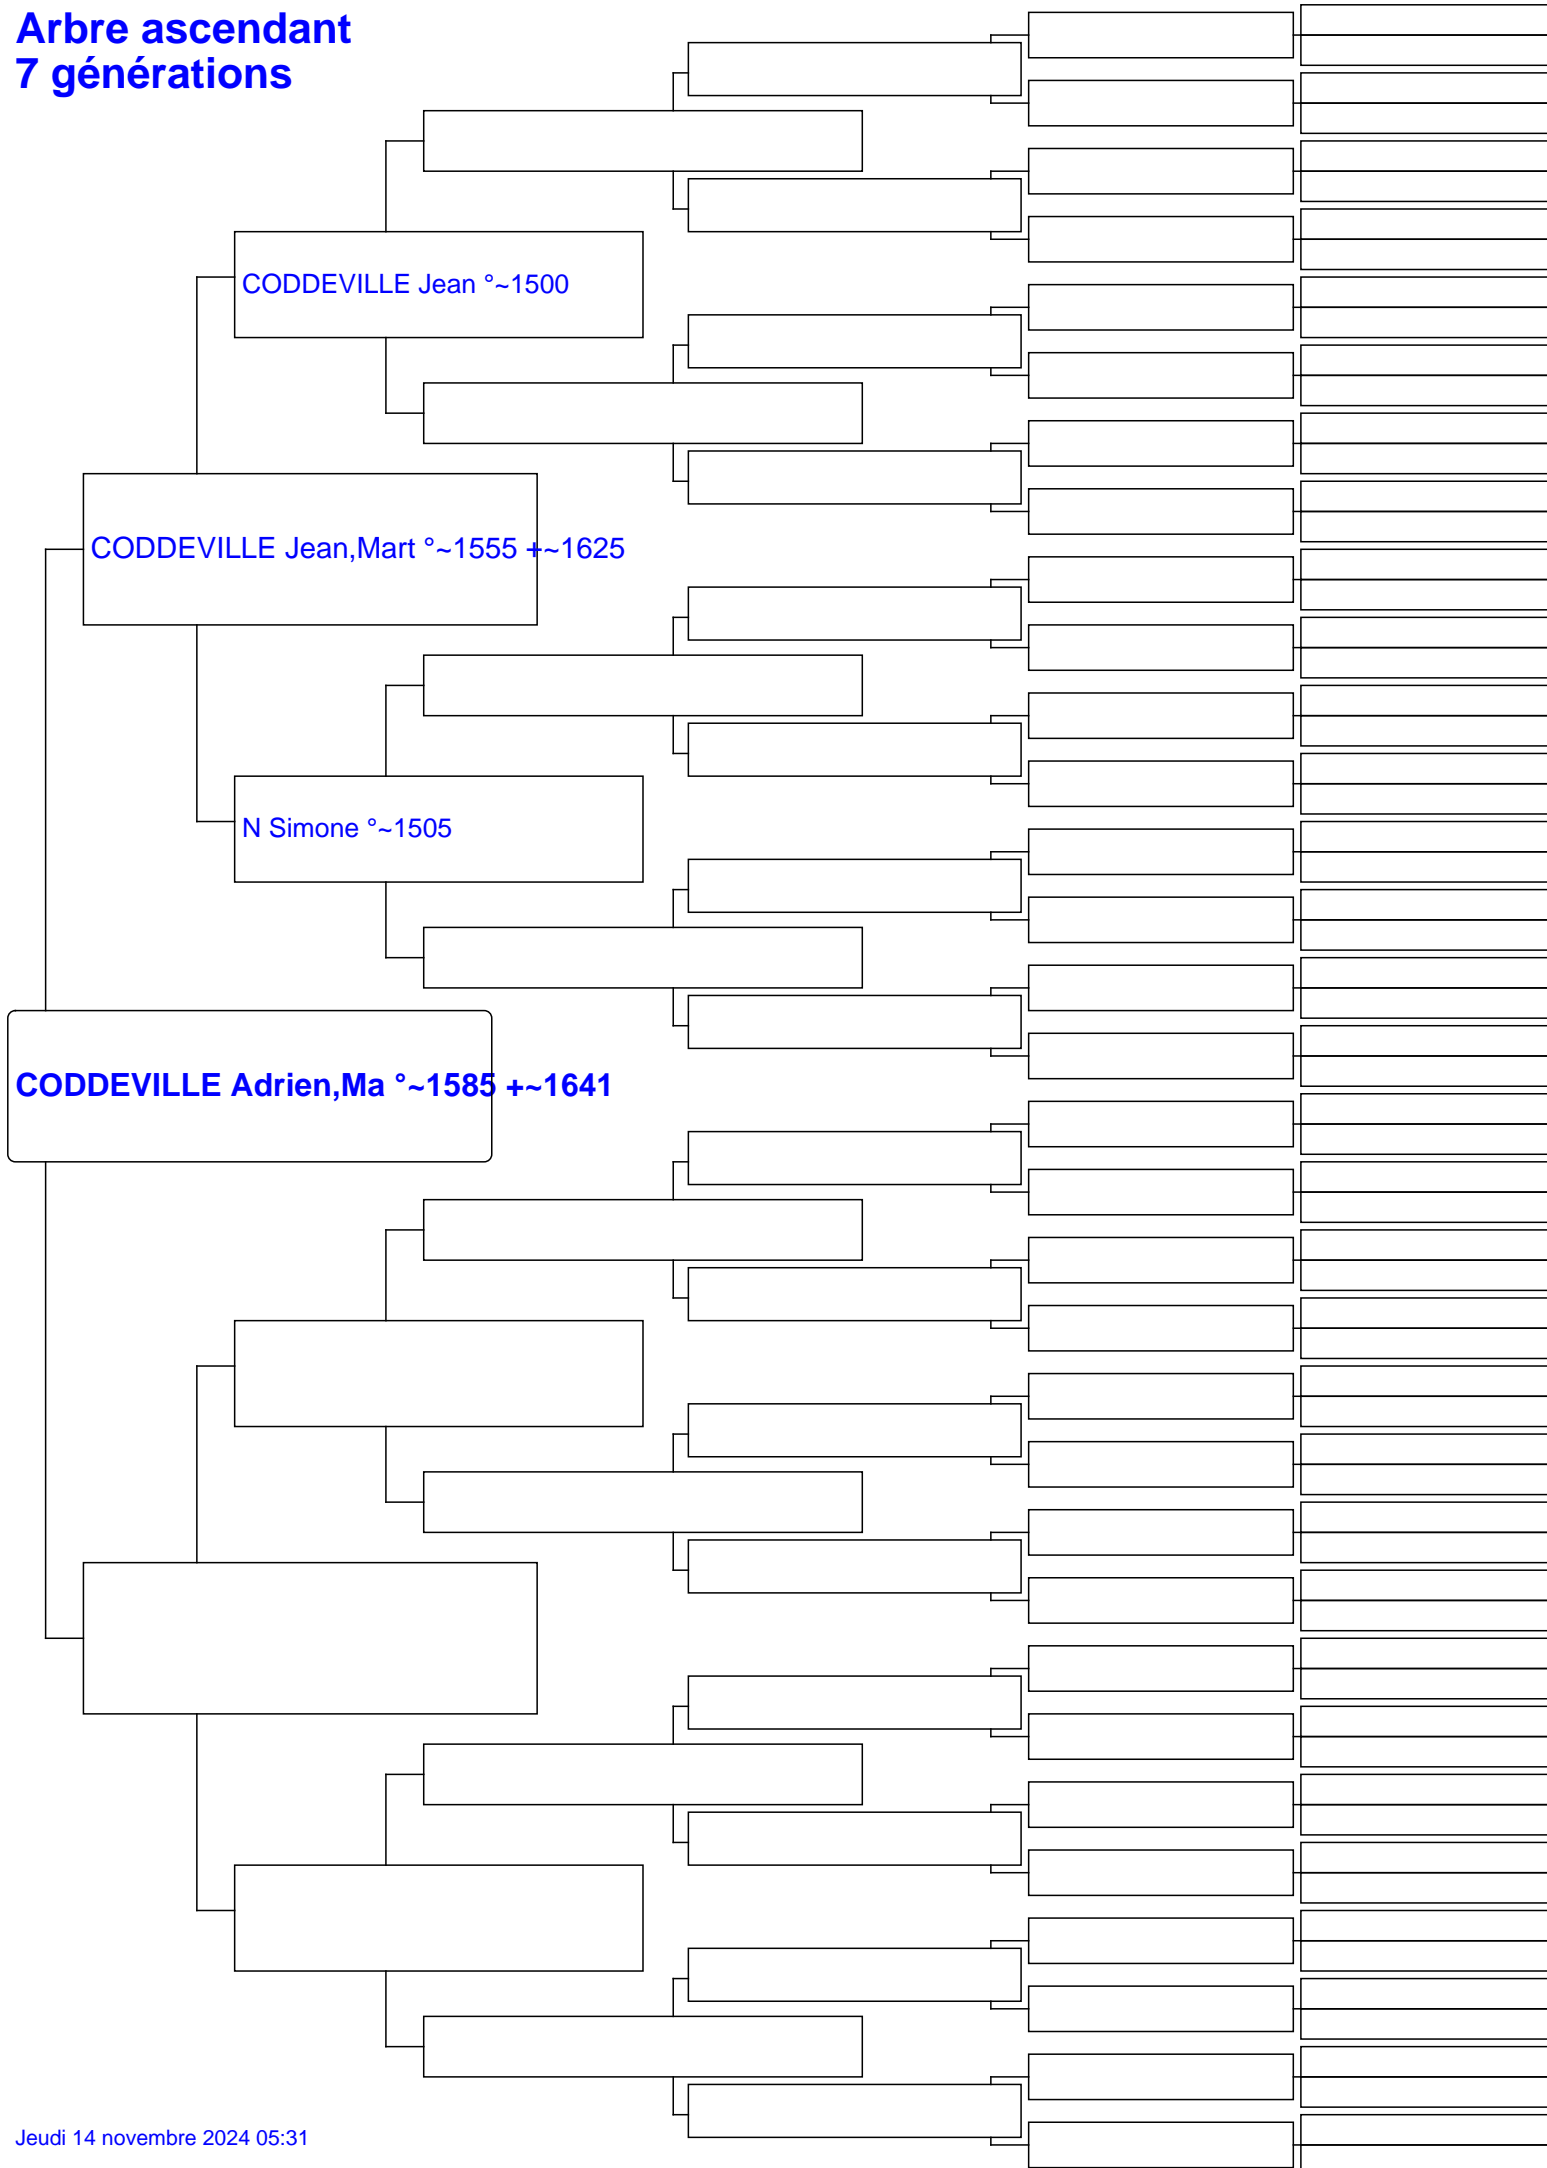 Arbre ascendant
7 générations
CODDEVILLE Jean °~1500
CODDEVILLE Jean,Mart °~1555 +~1625
N Simone °~1505
CODDEVILLE Adrien,Ma °~1585 +~1641
Jeudi 14 novembre 2024 05:31